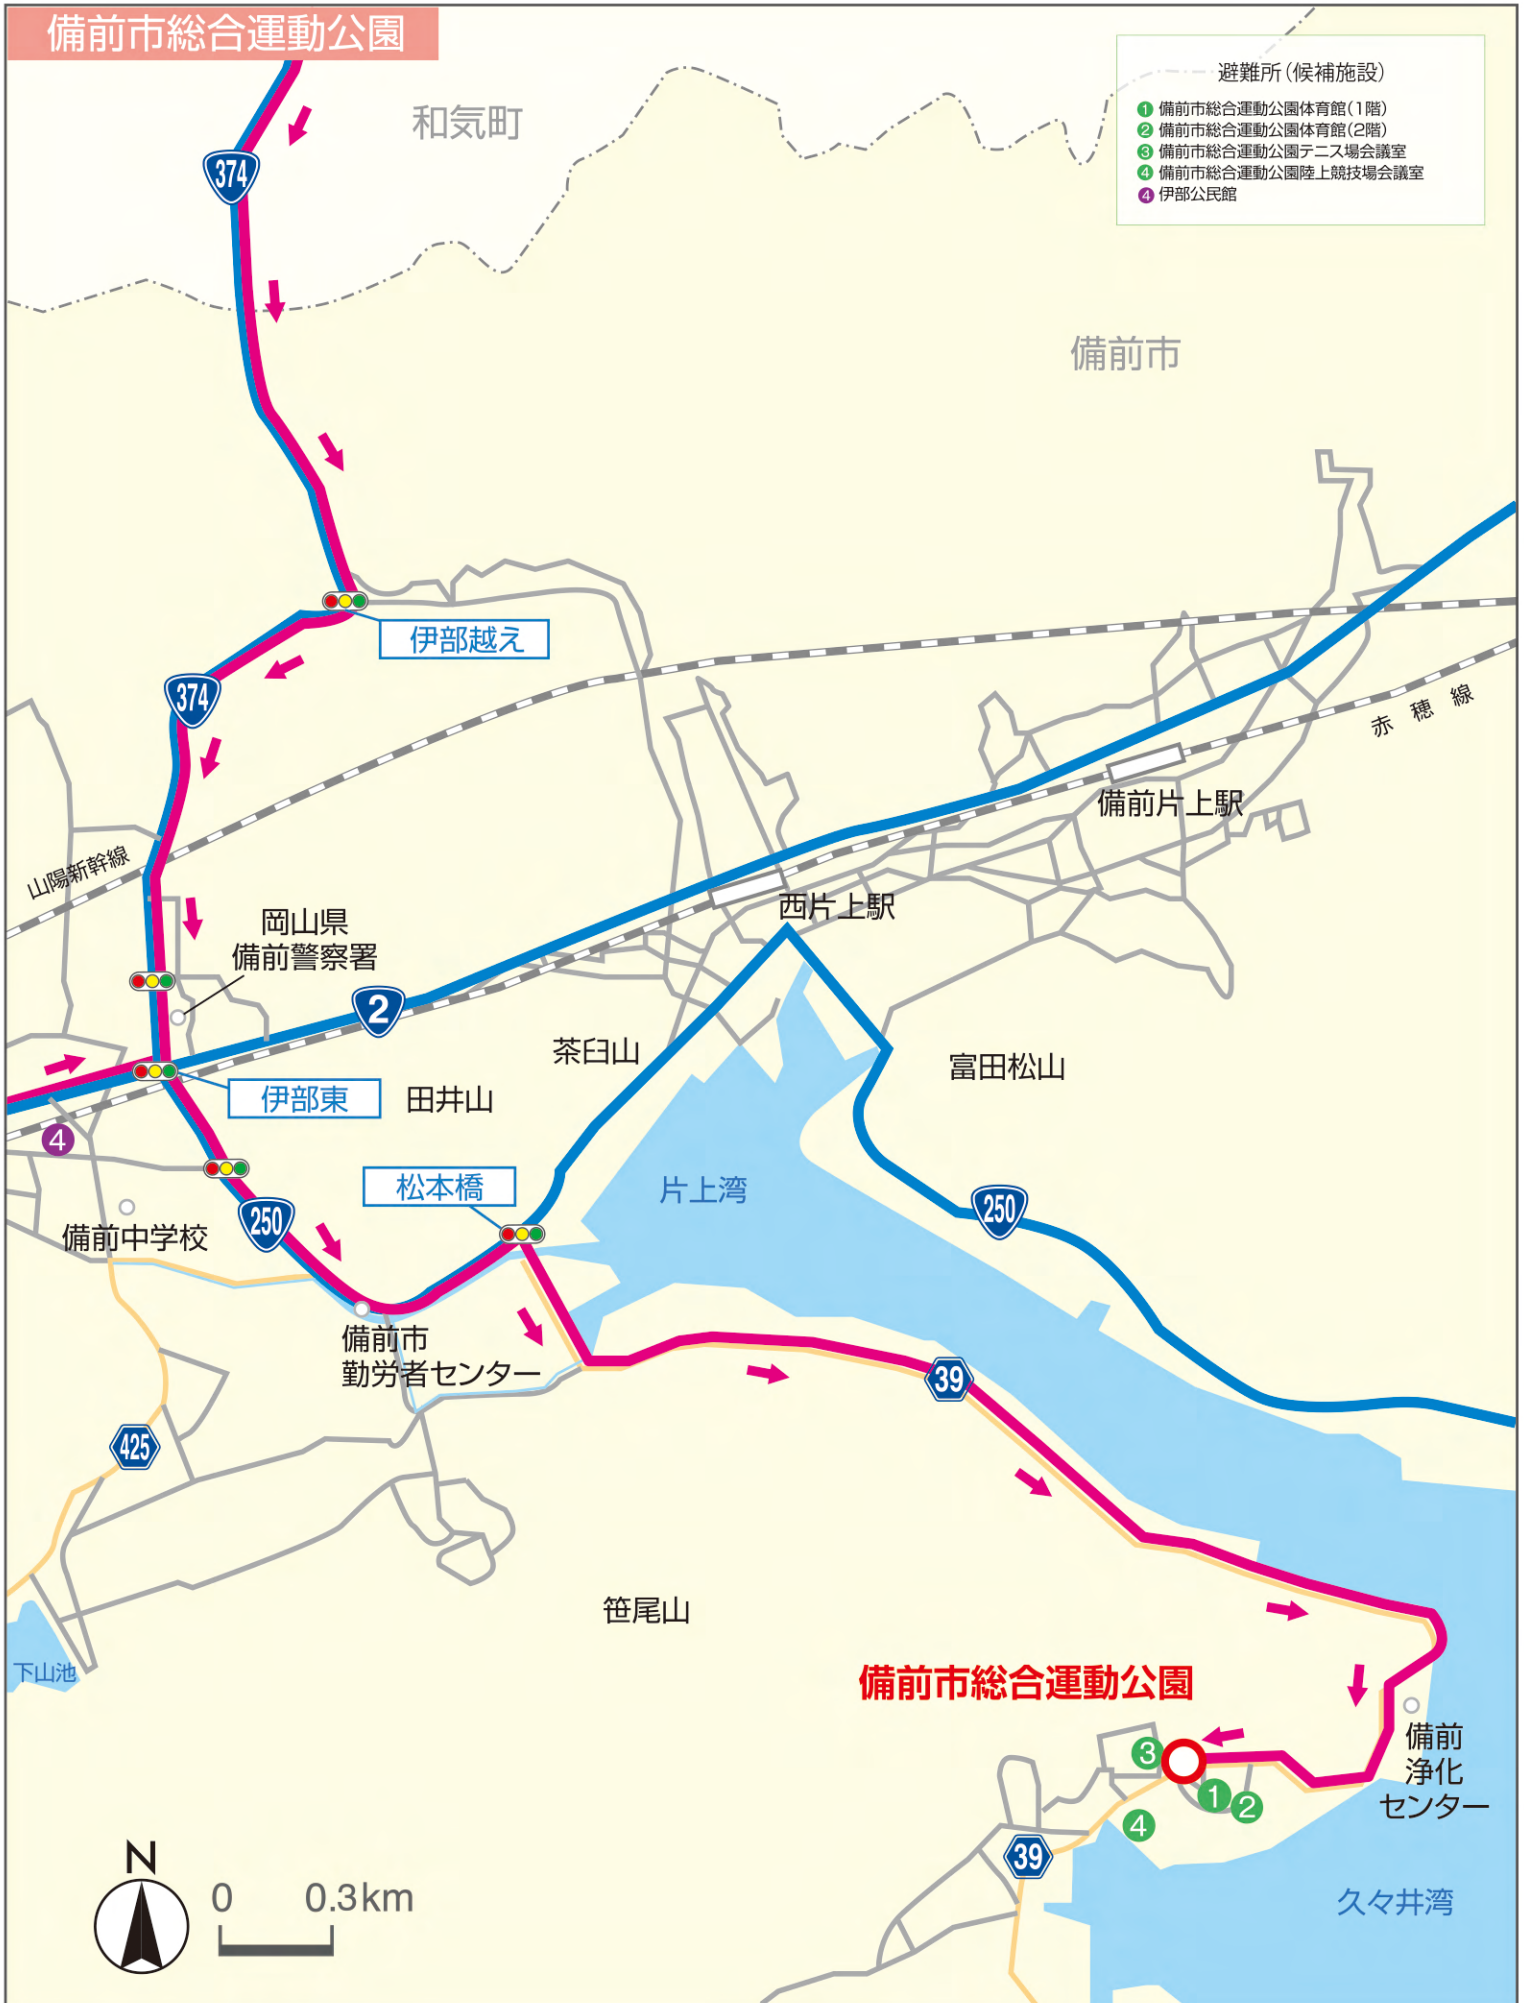 備前市総合運動公園
避難所(候補施設)
1 備前市総合運動公園体育館(1階)
2 備前市総合運動公園体育館(2階)
3 備前市総合運動公園テニス場会議室
4 備前市総合運動公園陸上競技場会議室
4 伊部公民館
和気町
374
備前市
伊部越え
374
赤穂線
備前片上駅
山陽新幹線
西片上駅
岡山県
備前警察署
2
茶臼山
富田松山
伊部東
田井山
4
松本橋
片上湾
250
250
備前中学校
備前市
勤労者センター
39
425
笹尾山
下山池
備前市総合運動公園
備前
浄化
センター
3
1
2
4
39
久々井湾
N
0 0.3km